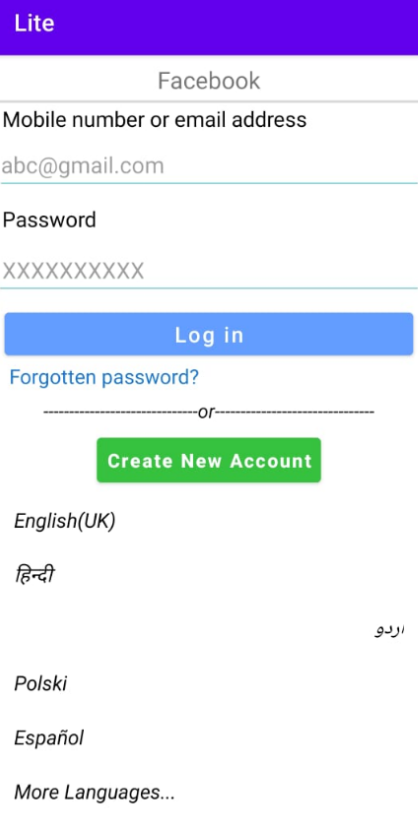 Lite
Facebook
Mobile number or email address
abc@gmail.com
Password
XXXXXXXXXX
Log in
Forgotten password?
------------------------------or-------------------------------
Create New Account
English(UK)
हिन्दी
اردو
Polski
Español
More Languages...